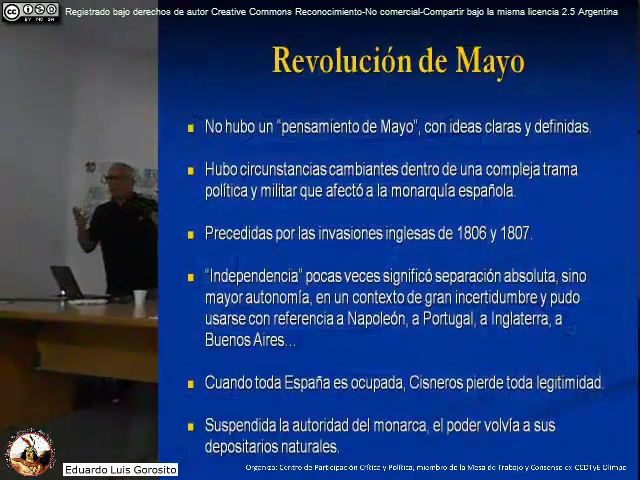 Registrado bajo derechos de autor Creative Commons Reconocimiento-No comercial-Compartir bajo la misma licencia 2.5 Argentina
Revolución de Mayo
No hubo un "pensamiento de Mayo", con ideas claras y definidas.
Hubo circunstancias cambiantes dentro de una compleja trama
política y militar que afectó a la monarquía española.
Precedidas por las invasiones inglesas de 1806 y 1807.
"Independencia" pocas veces significó separación absoluta, sino
mayor autonomía, en un contexto de gran incertidumbre y pudo
usarse con referencia a Napoleón, a Portugal, a Inglaterra, a
Buenos Aires...
Cuando toda España es ocupada, Cisneros pierde toda legitimidad.
Suspendida la autoridad del monarca, el poder volvía a sus
depositarios naturales.
Eduardo Luis Gorosito
Organiza: Centro de Participación Crítica y Política, miembro de la Mesa de Trabajo y Consenso ex CCDTyE Olimpo